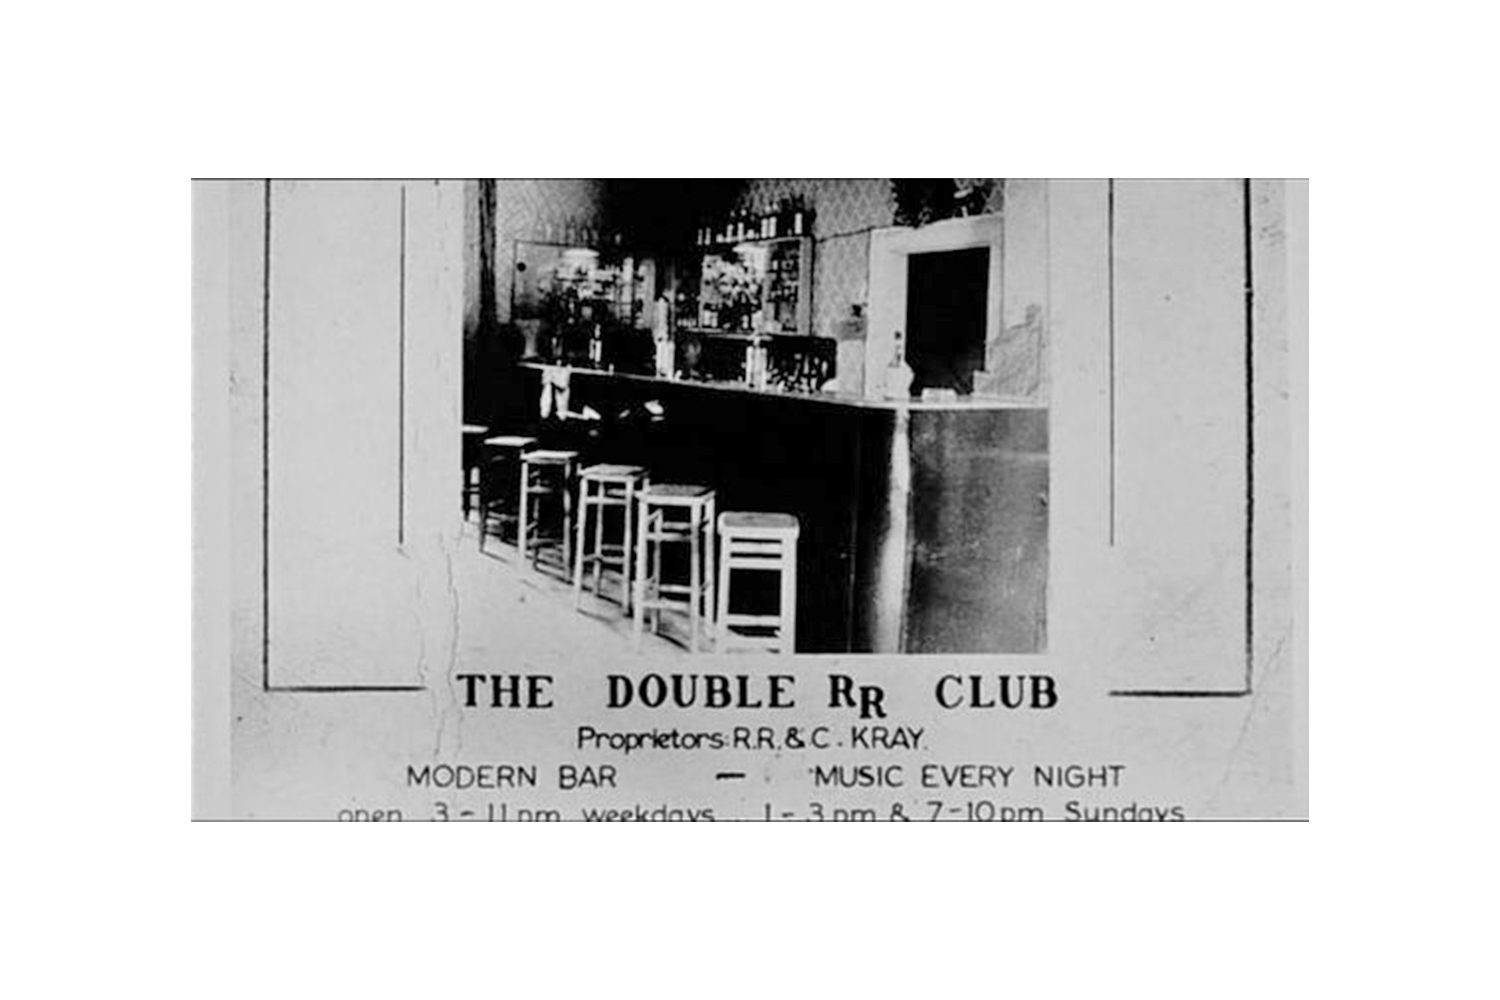 THE DOUBLE RR CLUB
Proprietors: R.R. & C. KRAY.
MODERN BAR — MUSIC EVERY NIGHT
open 3 - 11 pm weekdays... 1 - 3 pm & 7 - 10 pm Sundays